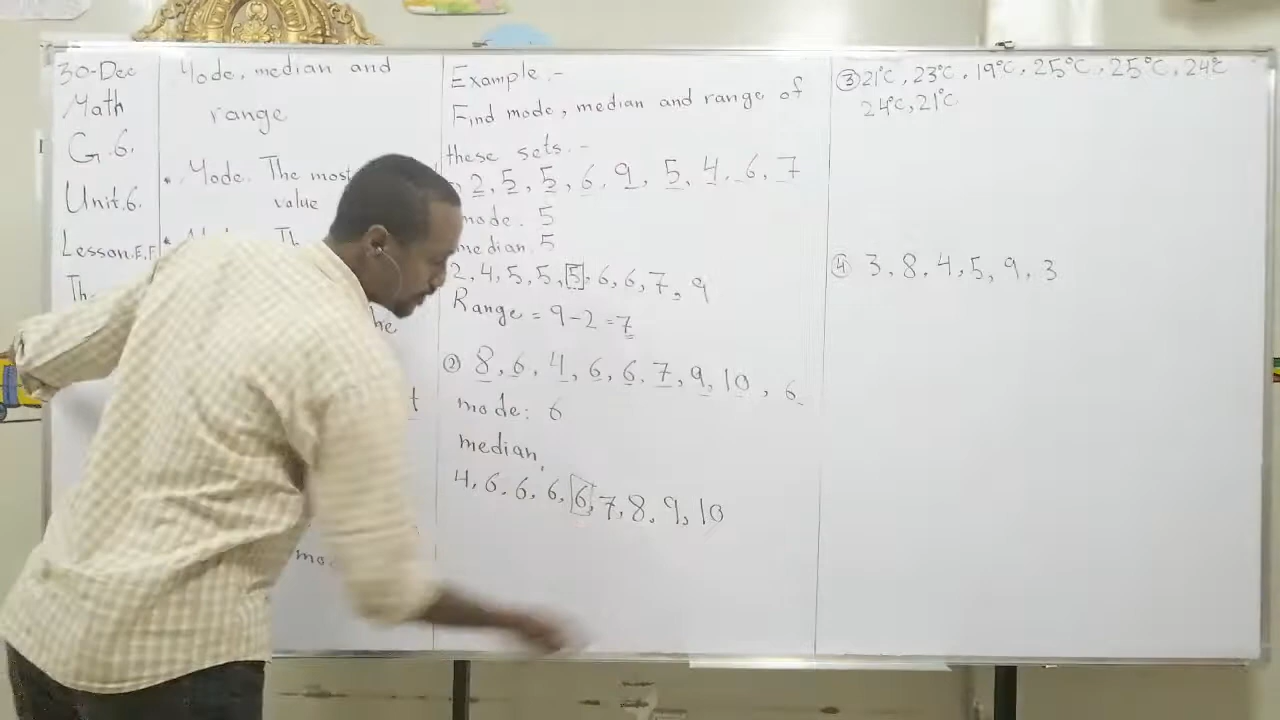 30-Dec
Math
G.6.
Unit.6.
Lesson.E.F
Th
Mode, median and
range
• Mode. The most
value
Th
he
t
mo
Example:-
Find mode, median and range of
these sets:-
2, 5, 5, 6, 9, 5, 4, 6, 7
mode: 5
median, 5
2, 4, 5, 5, 5, 6, 6, 7, 9
Range = 9-2=7
② 8, 6, 4, 6, 6, 7, 9, 10, 6
mode: 6
median,
4, 6, 6, 6, 6, 7, 8, 9, 10
③ 21°C, 23°C, 19°C, 25°C, 25°C, 24°C
24°C, 21°C
④ 3, 8, 4, 5, 9, 3